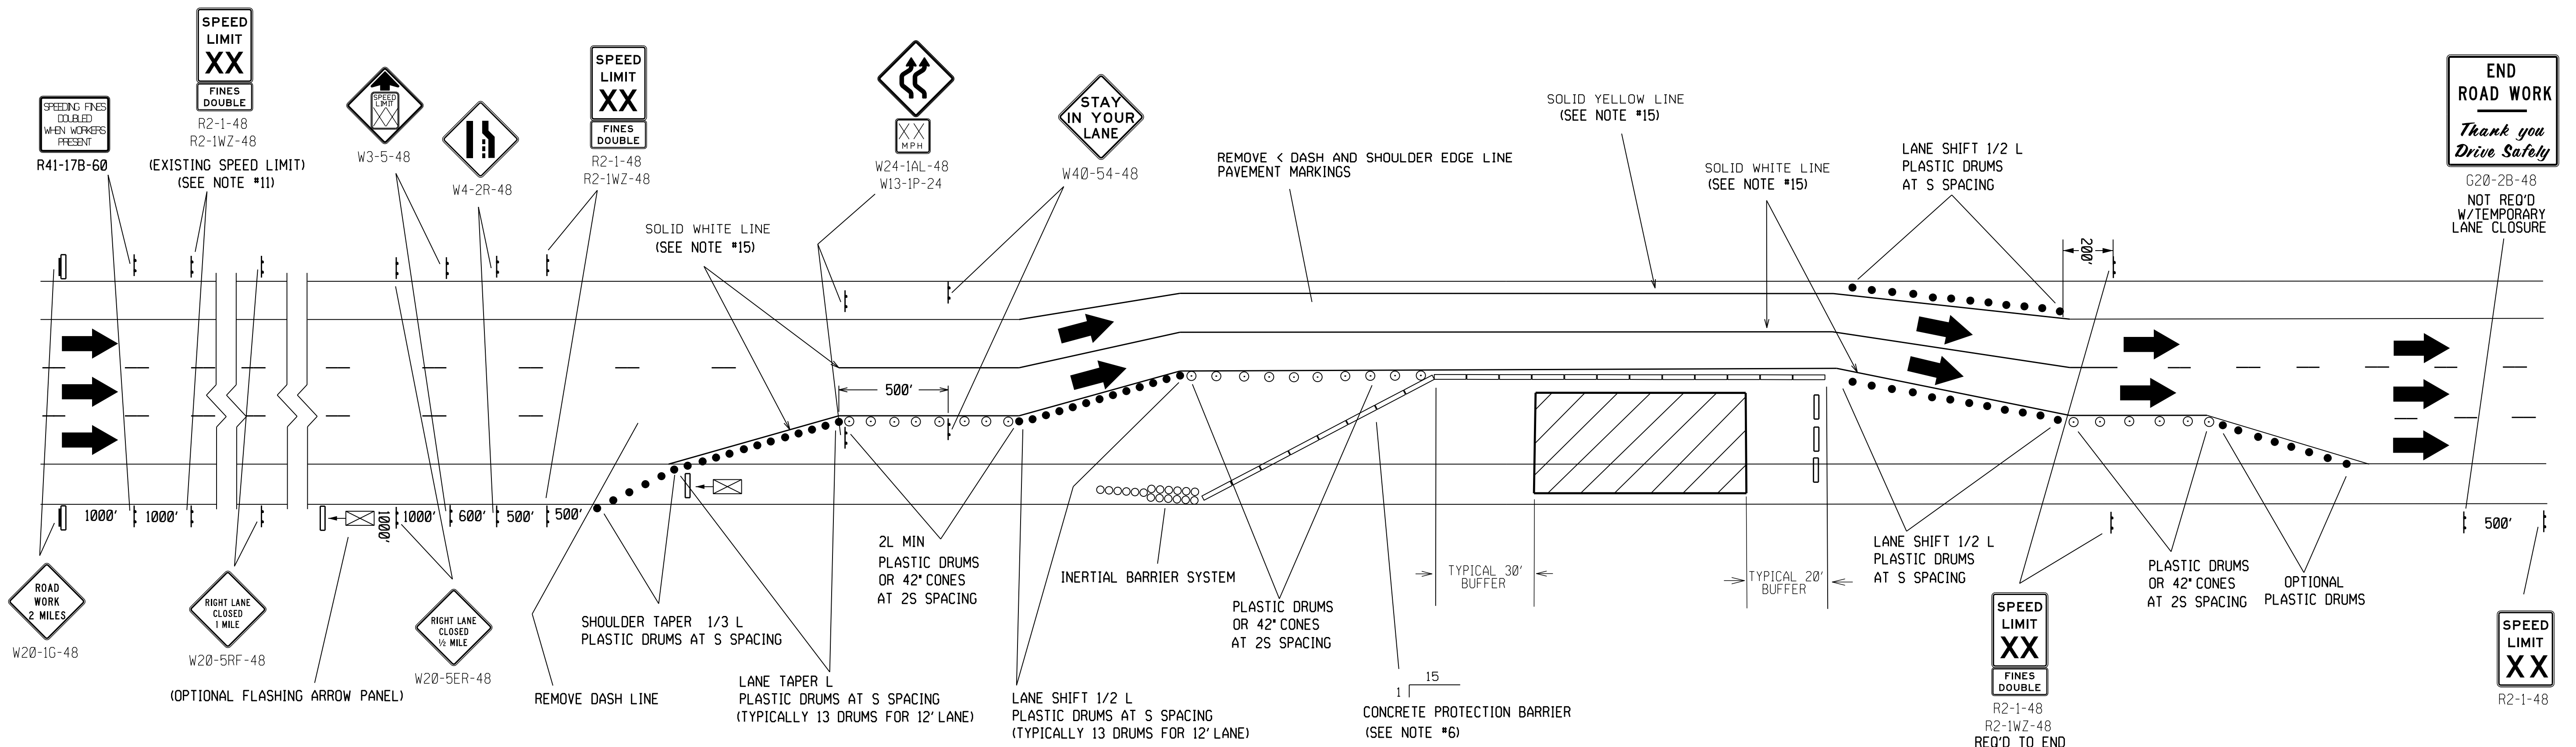 SPEEDING FINES
DOUBLED
WHEN WORKERS
PRESENT
R41-17B-60
SPEED
LIMIT
XX
FINES
DOUBLE
R2-1-48
R2-1WZ-48
(EXISTING SPEED LIMIT)
(SEE NOTE #11)
SPEED
LIMIT
XX
W3-5-48
W4-2R-48
SPEED
LIMIT
XX
FINES
DOUBLE
R2-1-48
R2-1WZ-48
SOLID WHITE LINE
(SEE NOTE #15)
XX
MPH
W24-1AL-48
W13-1P-24
STAY
IN YOUR
LANE
W40-54-48
REMOVE < DASH AND SHOULDER EDGE LINE
PAVEMENT MARKINGS
SOLID YELLOW LINE
(SEE NOTE #15)
SOLID WHITE LINE
(SEE NOTE #15)
LANE SHIFT 1/2 L
PLASTIC DRUMS
AT S SPACING
END
ROAD WORK
Thank you
Drive Safely
G20-2B-48
NOT REQ'D
W/TEMPORARY
LANE CLOSURE
200'
500'
1000'
1000'
1000'
1000'
600'
500'
500'
500'
ROAD
WORK
2 MILES
W20-1G-48
RIGHT LANE
CLOSED
1 MILE
W20-5RF-48
(OPTIONAL FLASHING ARROW PANEL)
RIGHT LANE
CLOSED
½ MILE
W20-5ER-48
REMOVE DASH LINE
SHOULDER TAPER 1/3 L
PLASTIC DRUMS AT S SPACING
LANE TAPER L
PLASTIC DRUMS AT S SPACING
(TYPICALLY 13 DRUMS FOR 12' LANE)
2L MIN
PLASTIC DRUMS
OR 42" CONES
AT 2S SPACING
LANE SHIFT 1/2 L
PLASTIC DRUMS AT S SPACING
(TYPICALLY 13 DRUMS FOR 12' LANE)
INERTIAL BARRIER SYSTEM
PLASTIC DRUMS
OR 42" CONES
AT 2S SPACING
15
1
CONCRETE PROTECTION BARRIER
(SEE NOTE #6)
TYPICAL 30'
BUFFER
TYPICAL 20'
BUFFER
LANE SHIFT 1/2 L
PLASTIC DRUMS
AT S SPACING
SPEED
LIMIT
XX
FINES
DOUBLE
R2-1-48
R2-1WZ-48
REQ'D TO END
PLASTIC DRUMS
OR 42" CONES
AT 2S SPACING
OPTIONAL
PLASTIC DRUMS
SPEED
LIMIT
XX
R2-1-48